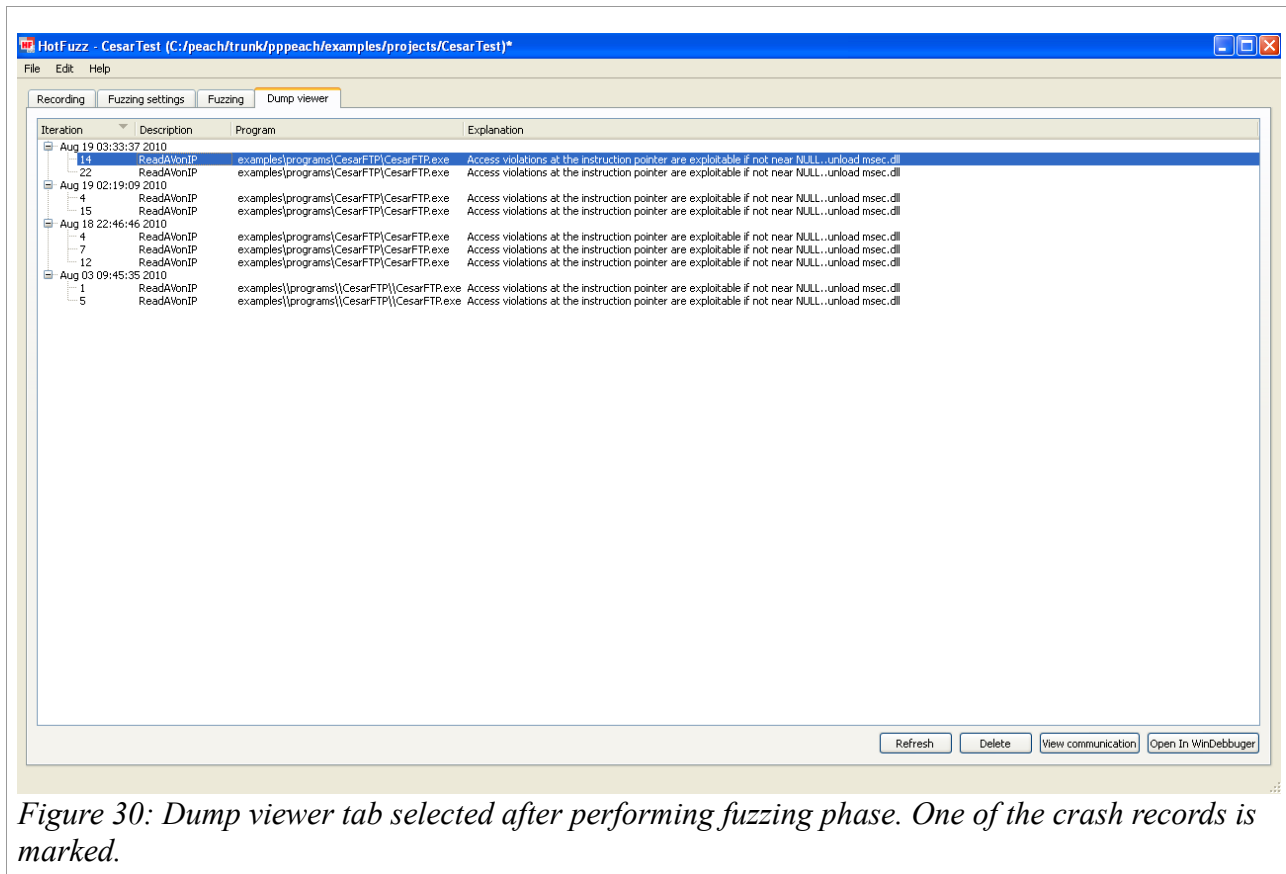 HotFuzz - CesarTest (C:/peach/trunk/pppeach/examples/projects/CesarTest)*
File Edit Help
Recording Fuzzing settings Fuzzing Dump viewer
Iteration Description Program Explanation
Aug 19 03:33:37 2010
14 ReadAVonIP examples\programs\CesarFTP\CesarFTP.exe Access violations at the instruction pointer are exploitable if not near NULL..unload msec.dll
22 ReadAVonIP examples\programs\CesarFTP\CesarFTP.exe Access violations at the instruction pointer are exploitable if not near NULL..unload msec.dll
Aug 19 02:19:09 2010
4 ReadAVonIP examples\programs\CesarFTP\CesarFTP.exe Access violations at the instruction pointer are exploitable if not near NULL..unload msec.dll
15 ReadAVonIP examples\programs\CesarFTP\CesarFTP.exe Access violations at the instruction pointer are exploitable if not near NULL..unload msec.dll
Aug 18 22:46:46 2010
4 ReadAVonIP examples\programs\CesarFTP\CesarFTP.exe Access violations at the instruction pointer are exploitable if not near NULL..unload msec.dll
7 ReadAVonIP examples\programs\CesarFTP\CesarFTP.exe Access violations at the instruction pointer are exploitable if not near NULL..unload msec.dll
12 ReadAVonIP examples\programs\CesarFTP\CesarFTP.exe Access violations at the instruction pointer are exploitable if not near NULL..unload msec.dll
Aug 03 09:45:35 2010
1 ReadAVonIP examples\\programs\\CesarFTP\\CesarFTP.exe Access violations at the instruction pointer are exploitable if not near NULL..unload msec.dll
5 ReadAVonIP examples\\programs\\CesarFTP\\CesarFTP.exe Access violations at the instruction pointer are exploitable if not near NULL..unload msec.dll
Refresh Delete View communication Open In WinDebbuger
Figure 30: Dump viewer tab selected after performing fuzzing phase. One of the crash records is
marked.